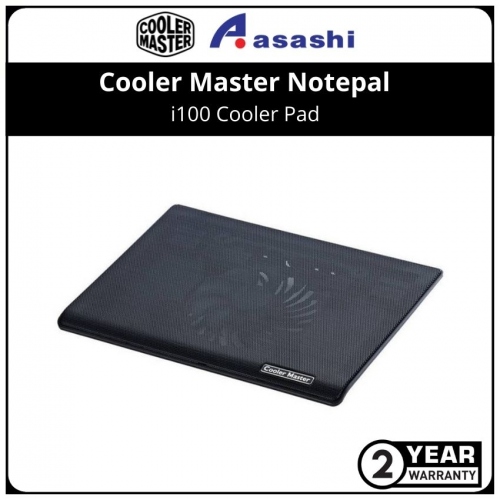 COOLER
MASTER
Asashi
Cooler Master Notepal
i100 Cooler Pad
Cooler Master
2 YEAR
WARRANTY